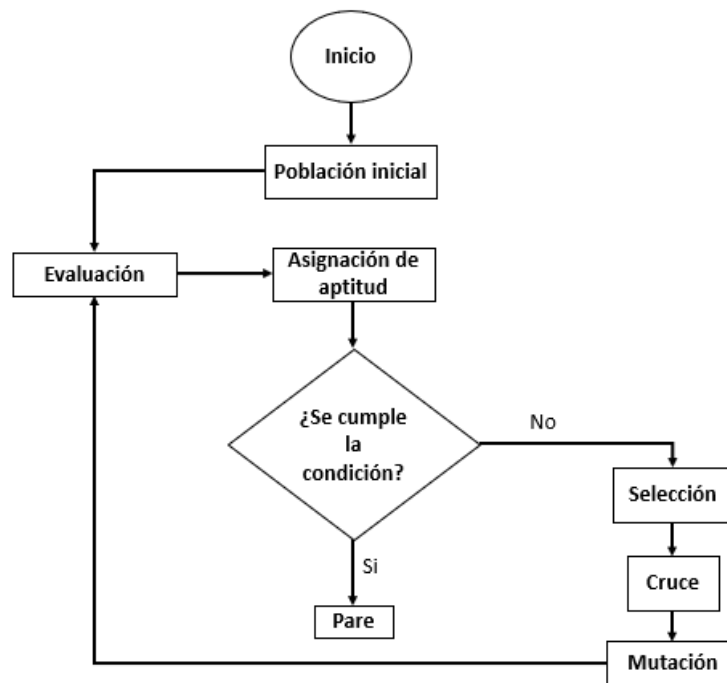 Inicio
Población inicial
Evaluación
Asignación de
aptitud
¿Se cumple
la
condición?
No
Selección
Cruce
Mutación
Si
Pare